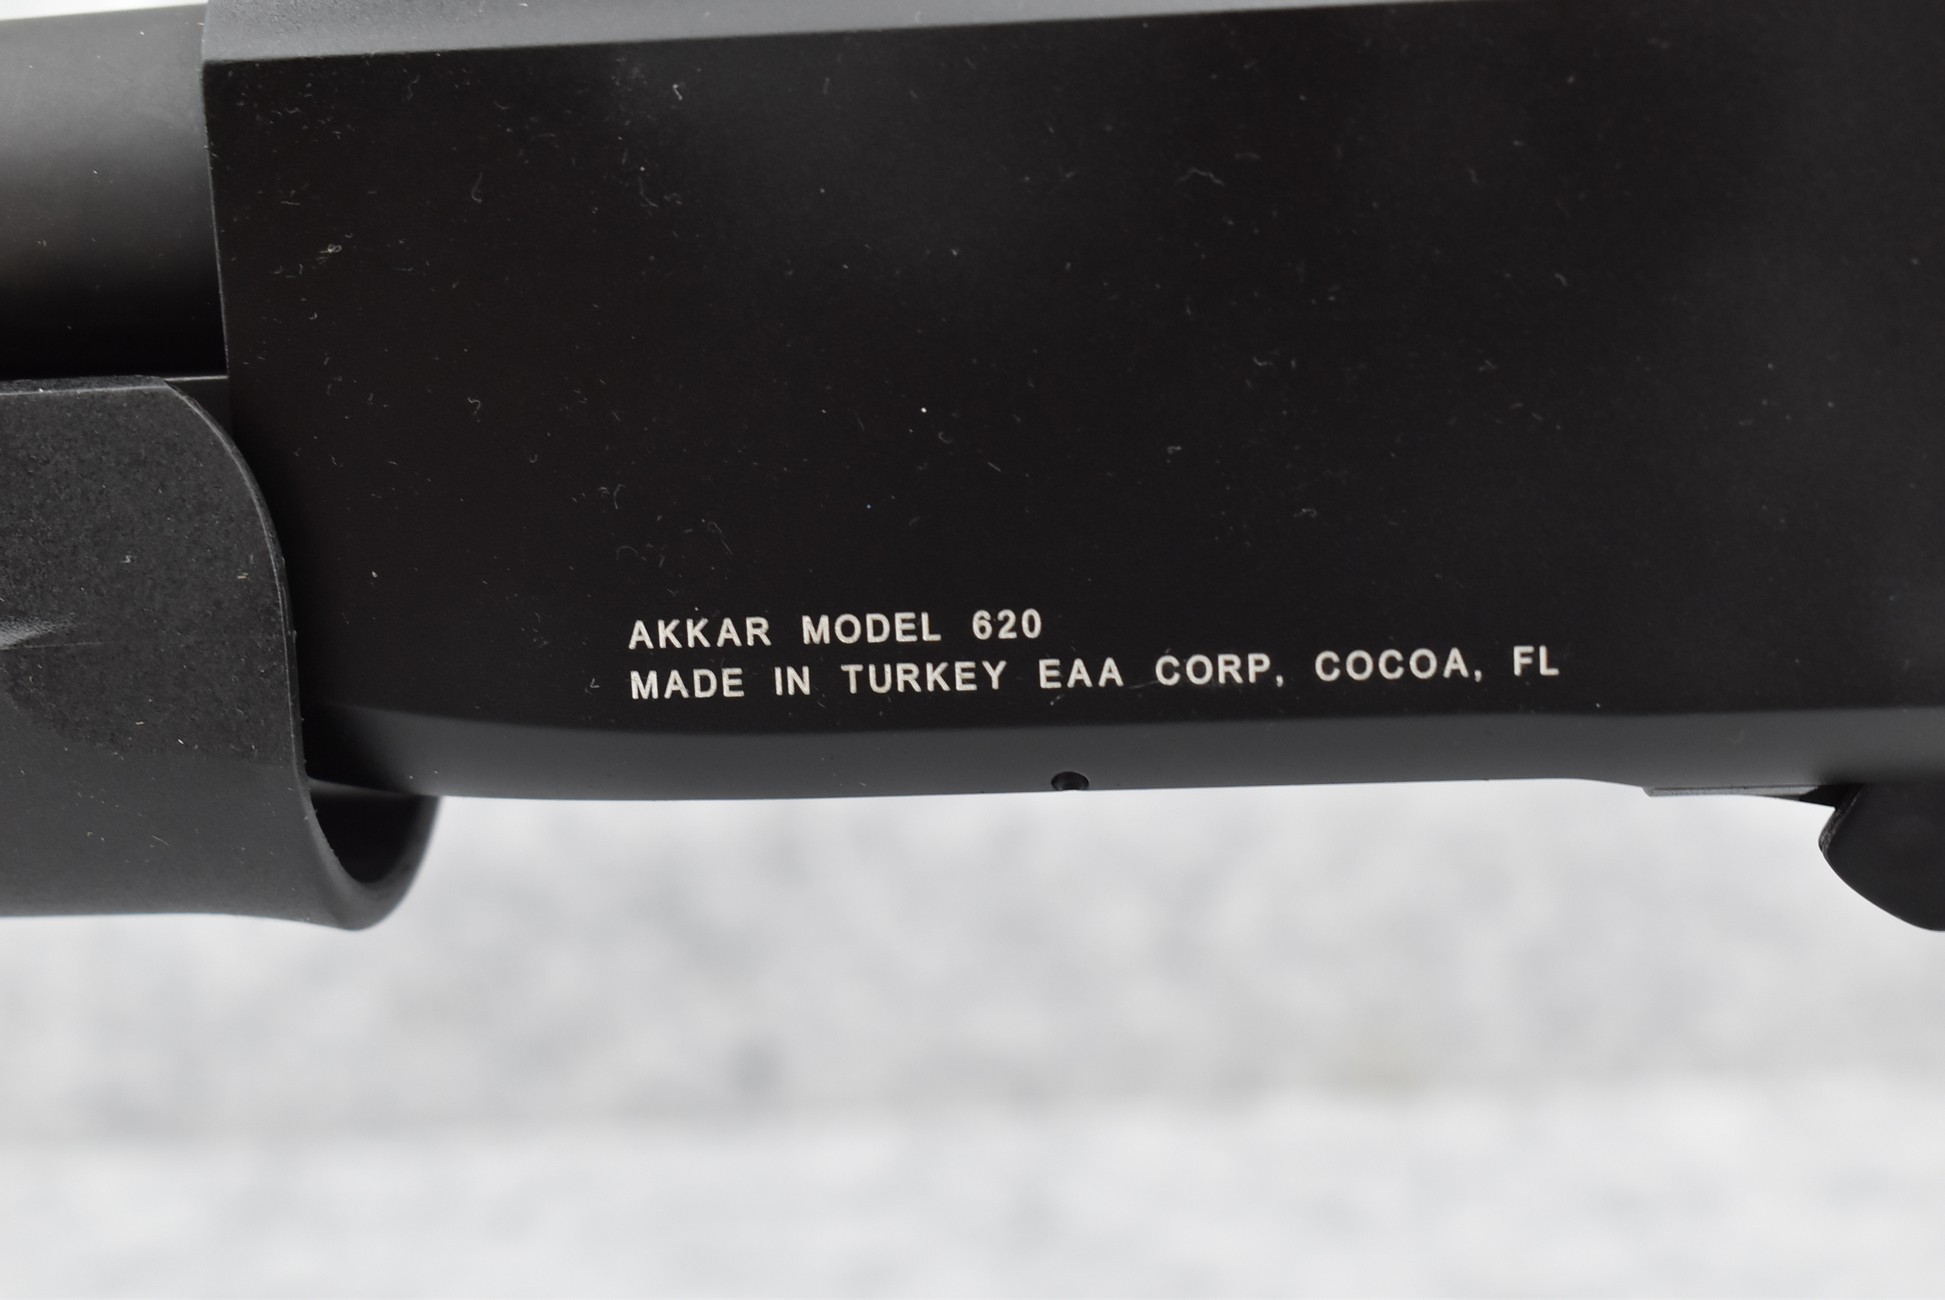 AKKAR MODEL 620
MADE IN TURKEY EAA CORP, COCOA, FL